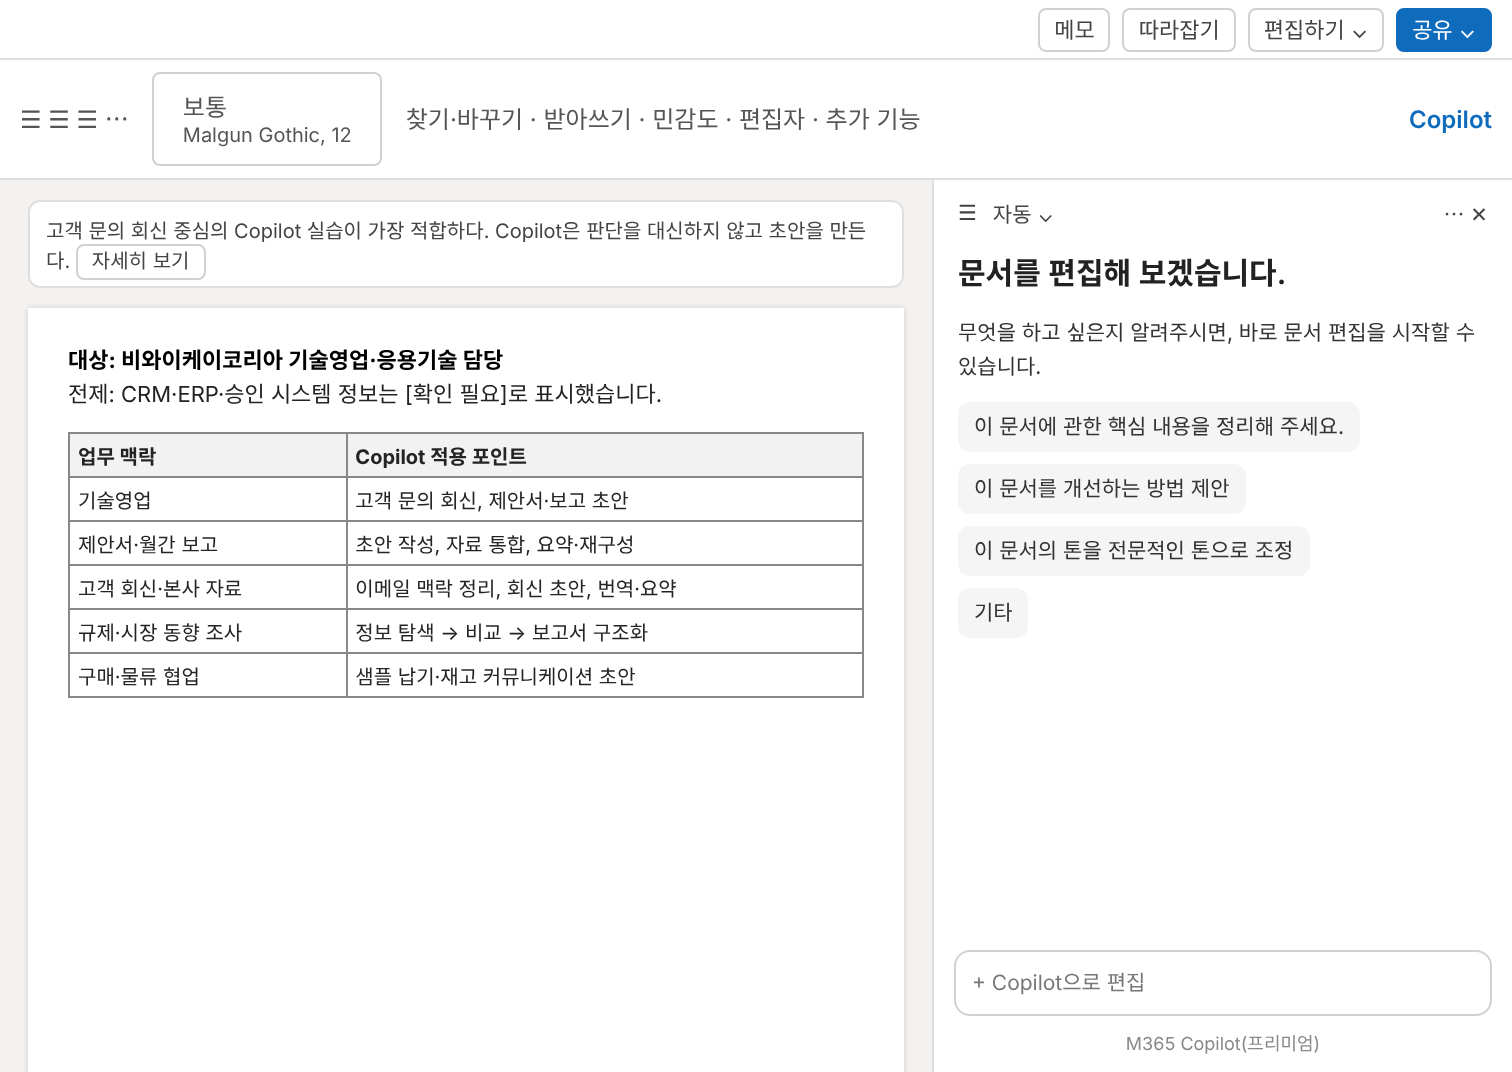 메모 따라잡기 편집하기 공유
보통
Malgun Gothic, 12
찾기·바꾸기 · 받아쓰기 · 민감도 · 편집자 · 추가 기능
Copilot
고객 문의 회신 중심의 Copilot 실습이 가장 적합하다. Copilot은 판단을 대신하지 않고 초안을 만든
다. 자세히 보기
대상: 비와이케이코리아 기술영업·응용기술 담당
전제: CRM·ERP·승인 시스템 정보는 [확인 필요]로 표시했습니다.
업무 맥락 Copilot 적용 포인트
기술영업 고객 문의 회신, 제안서·보고 초안
제안서·월간 보고 초안 작성, 자료 통합, 요약·재구성
고객 회신·본사 자료 이메일 맥락 정리, 회신 초안, 번역·요약
규제·시장 동향 조사 정보 탐색 → 비교 → 보고서 구조화
구매·물류 협업 샘플 납기·재고 커뮤니케이션 초안
자동
문서를 편집해 보겠습니다.
무엇을 하고 싶은지 알려주시면, 바로 문서 편집을 시작할 수
있습니다.
이 문서에 관한 핵심 내용을 정리해 주세요.
이 문서를 개선하는 방법 제안
이 문서의 톤을 전문적인 톤으로 조정
기타
+ Copilot으로 편집
M365 Copilot(프리미엄)